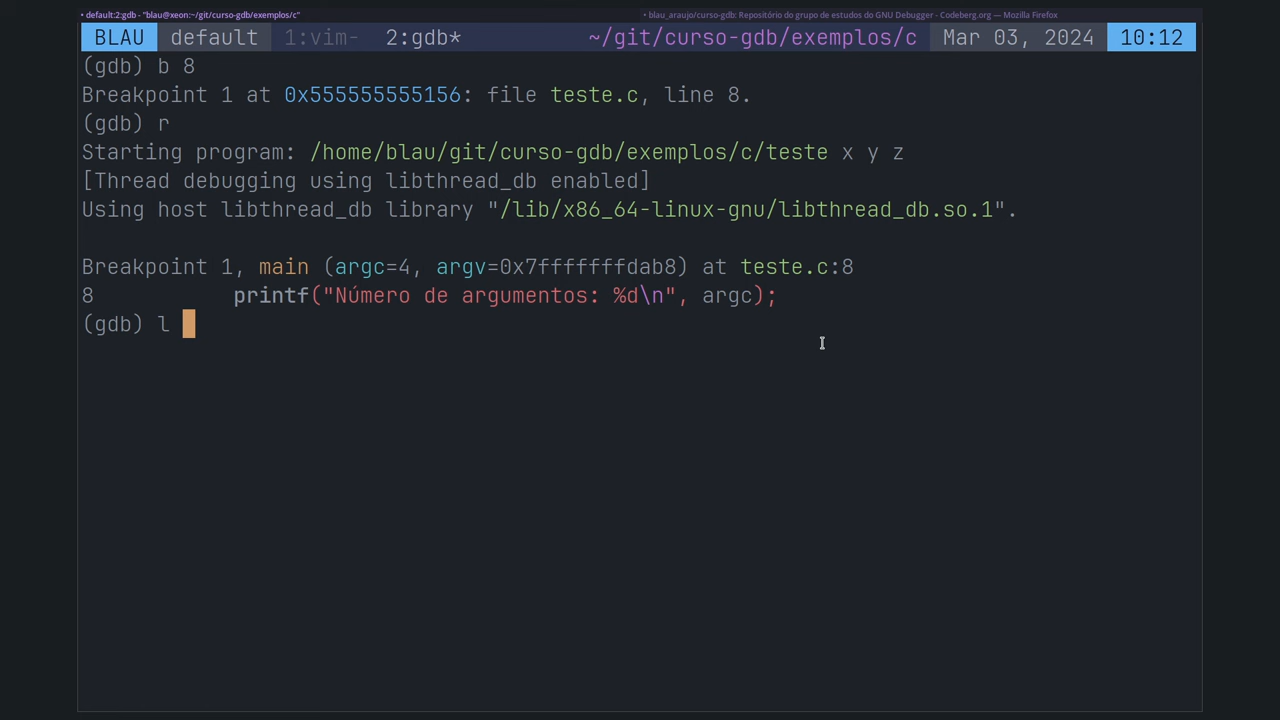 • default:2:gdb - "blau@xeon:~/git/curso-gdb/exemplos/c"
• blau_araujo/curso-gdb: Repositório do grupo de estudos do GNU Debugger - Codeberg.org — Mozilla Firefox
BLAU default 1:vim- 2:gdb* ~/git/curso-gdb/exemplos/c Mar 03, 2024 10:12
(gdb) b 8
Breakpoint 1 at 0x555555555156: file teste.c, line 8.
(gdb) r
Starting program: /home/blau/git/curso-gdb/exemplos/c/teste x y z
[Thread debugging using libthread_db enabled]
Using host libthread_db library "/lib/x86_64-linux-gnu/libthread_db.so.1".
Breakpoint 1, main (argc=4, argv=0x7fffffffdab8) at teste.c:8
8 printf("Número de argumentos: %d\n", argc);
(gdb) l